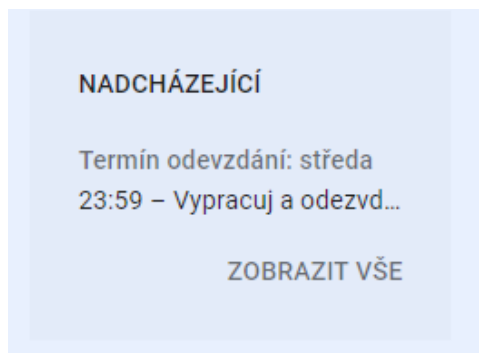 NADCHÁZEJÍCÍ
Termín odevzdání: středa
23:59 – Vypracuj a odezvd...
ZOBRAZIT VŠE